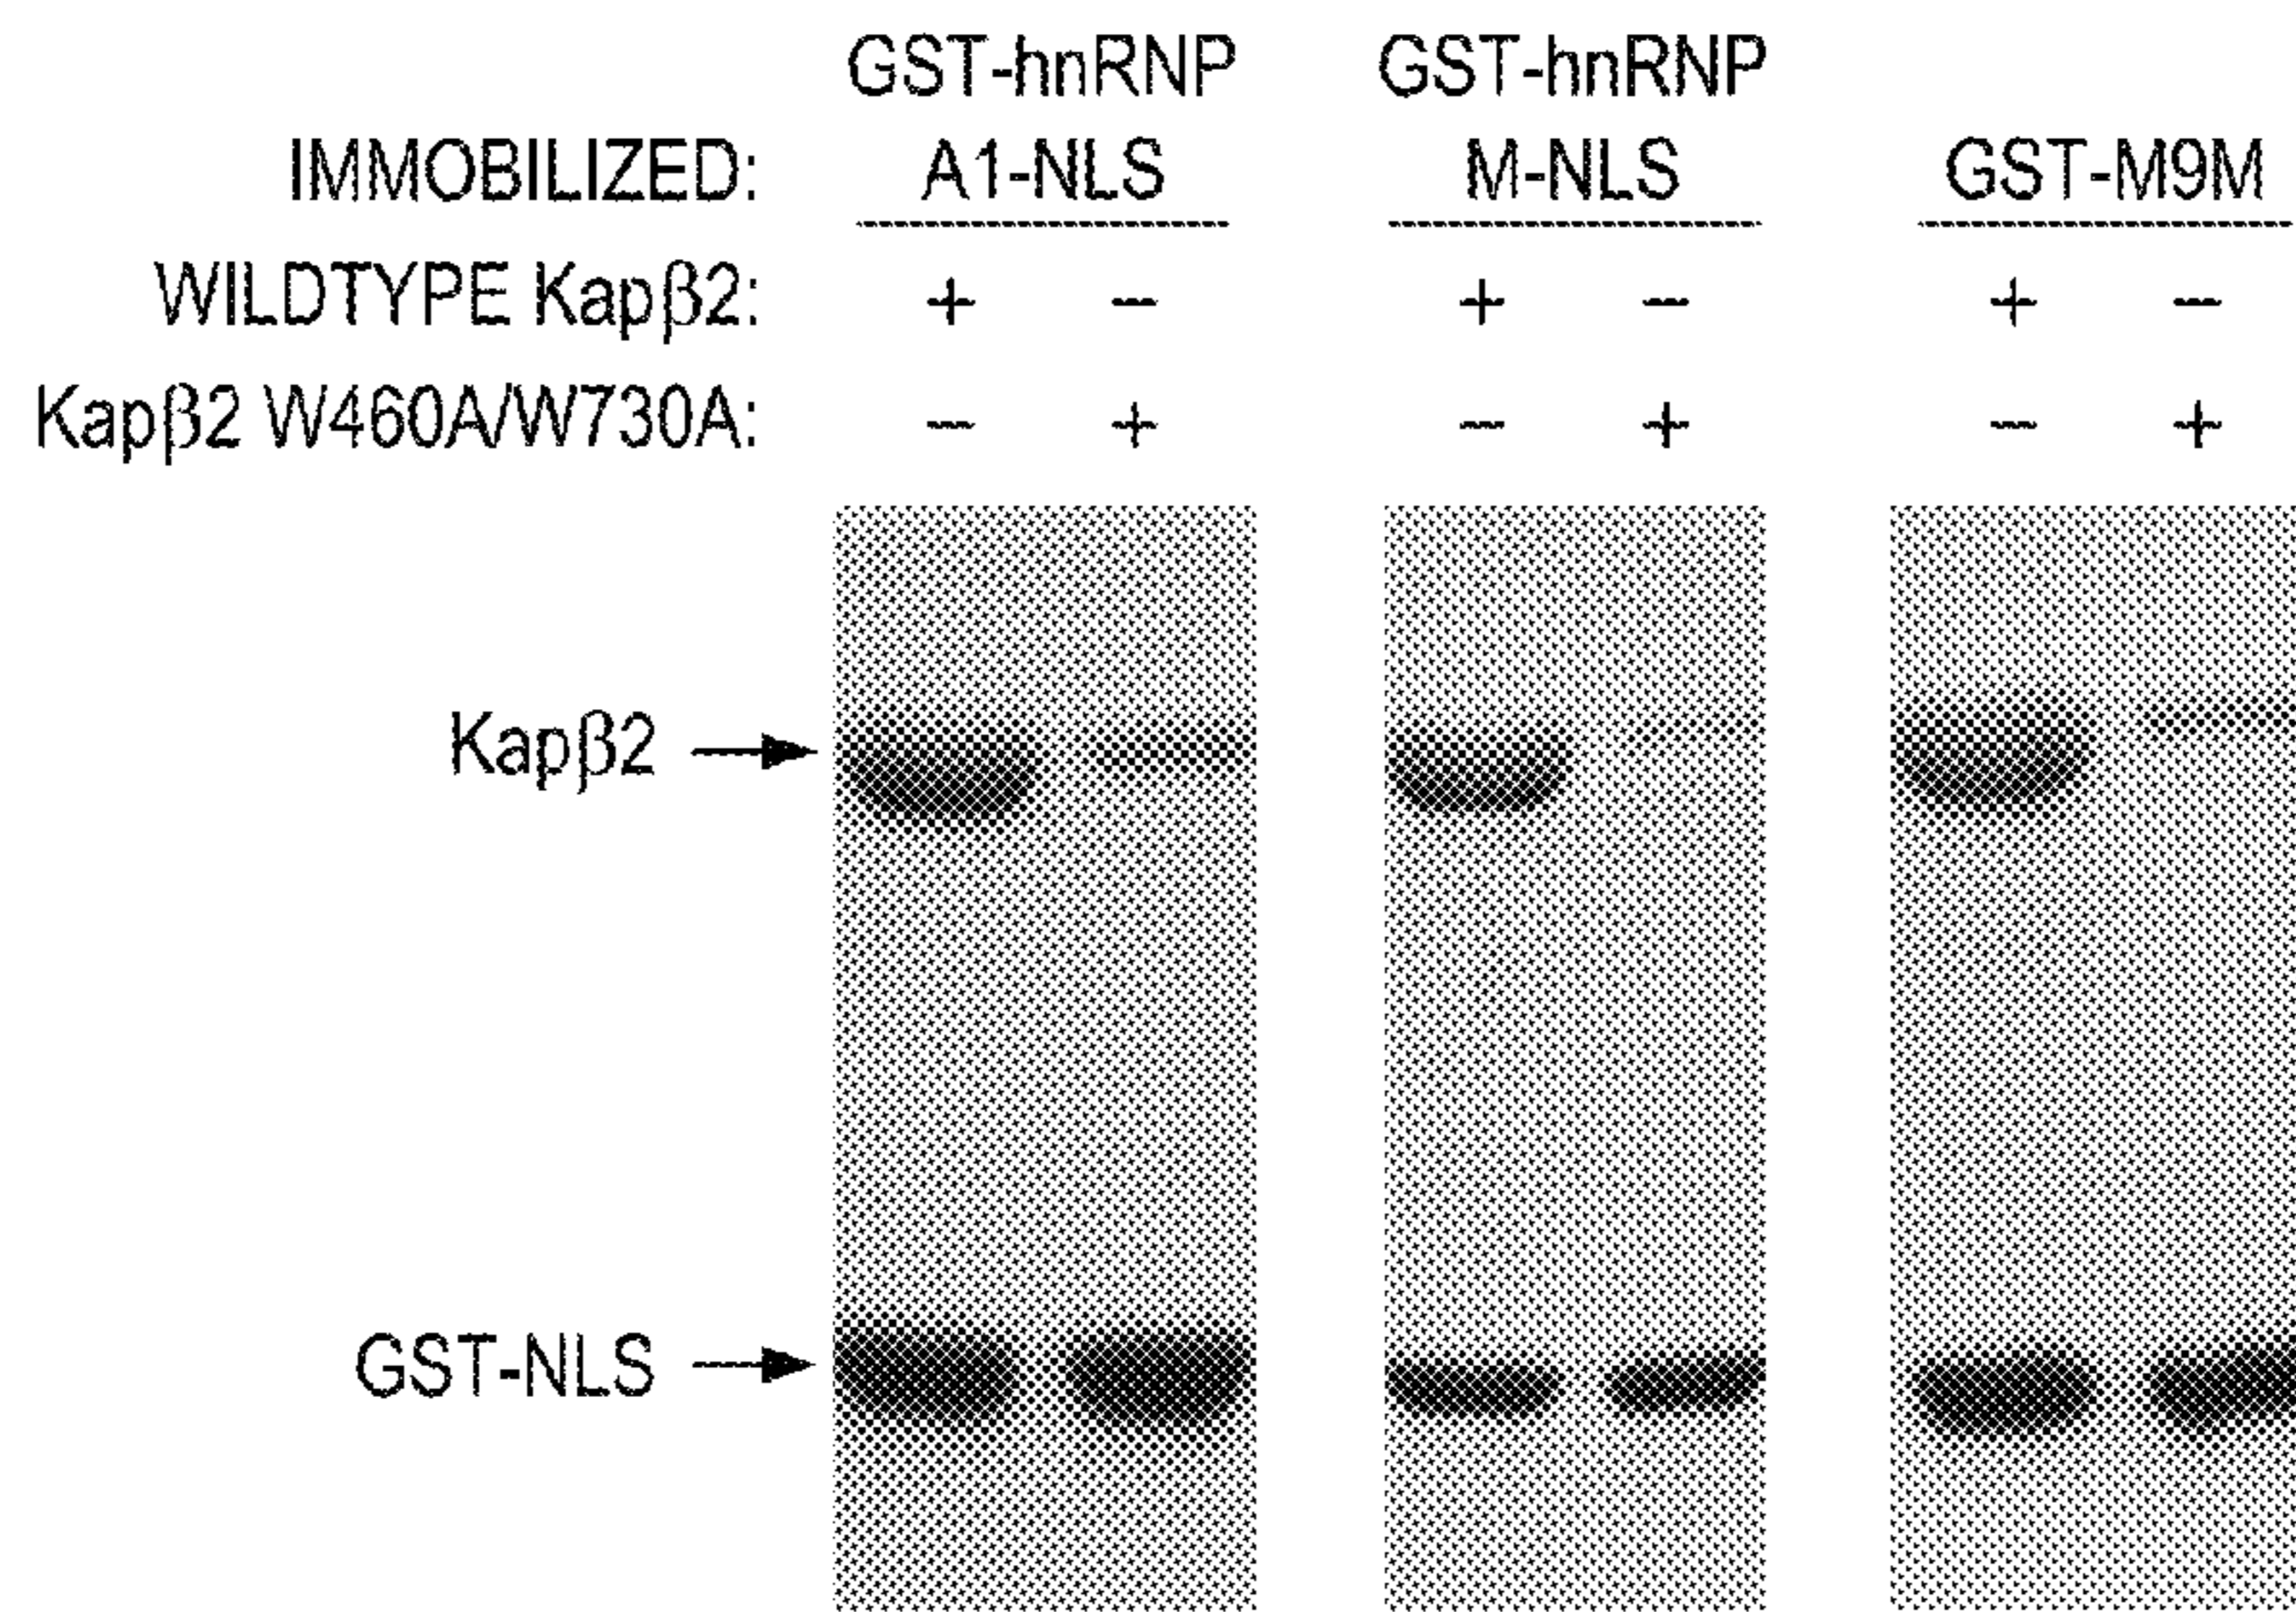 GST-hnRNP GST-hnRNP
IMMOBILIZED: A1-NLS M-NLS GST-M9M
WILDTYPE Kapβ2: + − + − + −
Kapβ2 W460A/W730A: − + − + − +
Kapβ2
GST-NLS